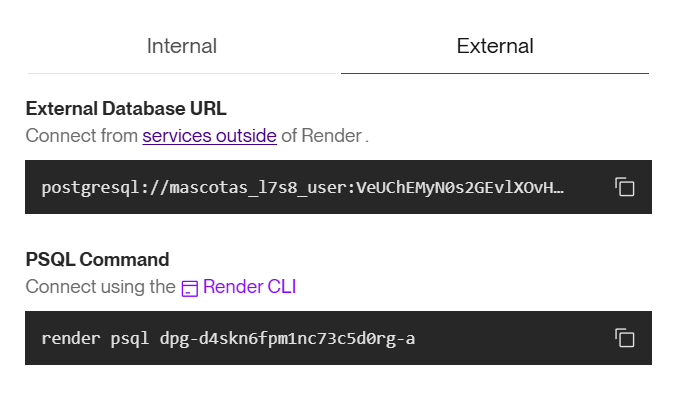 Internal
External
External Database URL
Connect from services outside of Render .
postgresql://mascotas_l7s8_user:VeUChEMyN0s2GEvlXOvH…
PSQL Command
Connect using the Render CLI
render psql dpg-d4skn6fpm1nc73c5d0rg-a